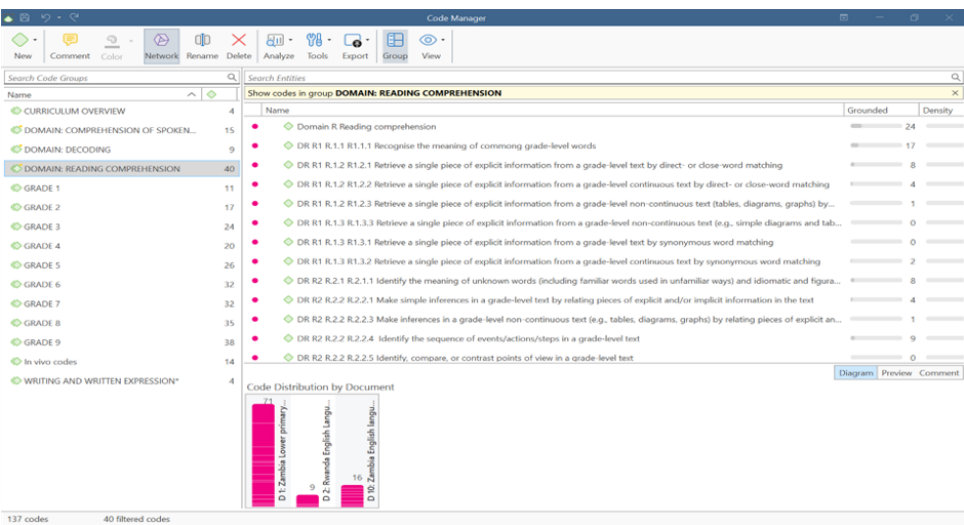 Code Manager
New Comment Color Network Rename Delete Analyze Tools Export Group View
Search Code Groups
Name
CURRICULUM OVERVIEW 4
DOMAIN: COMPREHENSION OF SPOKEN... 15
DOMAIN: DECODING 9
DOMAIN: READING COMPREHENSION 40
GRADE 1 11
GRADE 2 17
GRADE 3 24
GRADE 4 20
GRADE 5 26
GRADE 6 32
GRADE 7 32
GRADE 8 35
GRADE 9 38
In vivo codes 14
WRITING AND WRITTEN EXPRESSION* 4
Search Entities
Show codes in group DOMAIN: READING COMPREHENSION
Name Grounded Density
Domain R Reading comprehension 24
DR R1 R.1.1 R1.1.1 Recognise the meaning of commong grade-level words 17
DR R1 R.1.2 R1.2.1 Retrieve a single piece of explicit information from a grade-level text by direct- or close-word matching 8
DR R1 R.1.2 R1.2.2 Retrieve a single piece of explicit information from a grade-level continuous text by direct- or close-word matching 4
DR R1 R.1.2 R1.2.3 Retrieve a single piece of explicit information from a grade-level non-continuous text (tables, diagrams, graphs) by... 1
DR R1 R.1.3 R.1.3.3 Retrieve a single piece of explicit information from a grade-level non-continuous text (e.g., simple diagrams and tab... 0
DR R1 R.1.3 R1.3.1 Retrieve a single piece of explicit information from a grade-level text by synonymous word matching 0
DR R1 R.1.3 R1.3.2 Retrieve a single piece of explicit information from a grade-level continuous text by synonymous word matching 2
DR R2 R.2.1 R.2.1.1 Identify the meaning of unknown words (including familiar words used in unfamiliar ways) and idiomatic and figura... 8
DR R2 R.2.2 R.2.2.1 Make simple inferences in a grade-level text by relating pieces of explicit and/or implicit information in the text 4
DR R2 R.2.2 R.2.2.3 Make inferences in a grade-level non-continuous text (e.g., tables, diagrams, graphs) by relating pieces of explicit an... 1
DR R2 R.2.2 R.2.2.4 Identify the sequence of events/actions/steps in a grade-level text 9
DR R2 R.2.2 R.2.2.5 Identify, compare, or contrast points of view in a grade-level text 0
Diagram Preview Comment
Code Distribution by Document
71
D 1: Zambia Lower primary...
9
D 2: Rwanda English Langu...
16
D 10: Zambia English langu...
137 codes 40 filtered codes